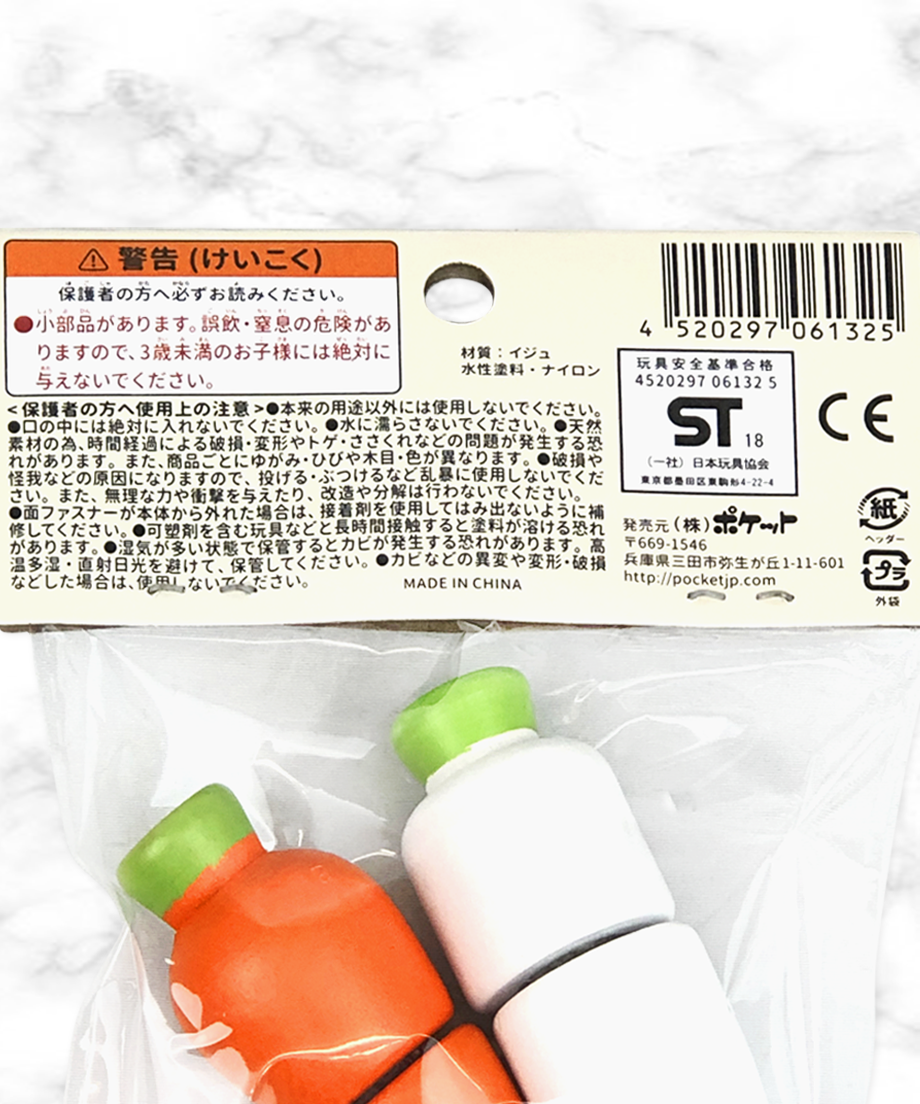 警告 (けいこく)
保護者の方へ必ずお読みください。
●小部品があります。誤飲・窒息の危険があ
りますので、3歳未満のお子様には絶対に
与えないでください。
材質：イジュ
水性塗料・ナイロン
<保護者の方へ使用上の注意>●本来の用途以外には使用しないでください。
●口の中には絶対に入れないでください。●水に濡らさないでください。●天然
素材の為、時間経過による破損・変形やトゲ・ささくれなどの問題が発生する恐
れがあります。また、商品ごとにゆがみ・ひびや木目・色が異なります。●破損や
怪我などの原因になりますので、投げる・ぶつけるなど乱暴に使用しないでくだ
さい。また、無理な力や衝撃を与えたり、改造や分解は行わないでください。
●面ファスナーが本体から外れた場合は、接着剤を使用してはみ出ないように補
修してください。●可塑剤を含む玩具などと長時間接触すると塗料が溶ける恐れ
があります。●湿気が多い状態で保管するとカビが発生する恐れがあります。高
温多湿・直射日光を避けて、保管してください。●カビなどの異変や変形・破損
などした場合は、使用しないでください。
MADE IN CHINA
4 520297 061325
玩具安全基準合格
4520297 06132 5
ST 18
（一社）日本玩具協会
東京都墨田区東駒形4-22-4
CE
発売元 (株) ポケット
〒669-1546
兵庫県三田市弥生が丘1-11-601
http://pocketjp.com
紙
ヘッダー
プラ
外袋